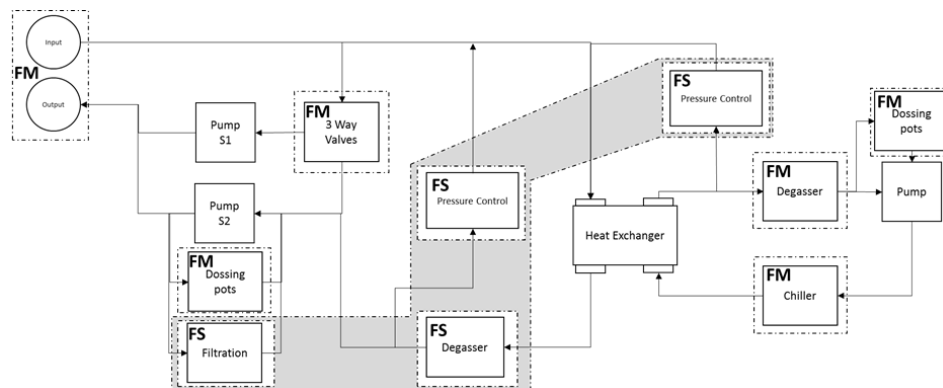 Input
FM
Output
Pump
S1
FM
3 Way
Valves
Pump
S2
FM
Dossing
pots
FS
Filtration
FS
Pressure Control
FS
Degasser
FS
Pressure Control
Heat Exchanger
FM
Degasser
FM
Dossing
pots
Pump
FM
Chiller